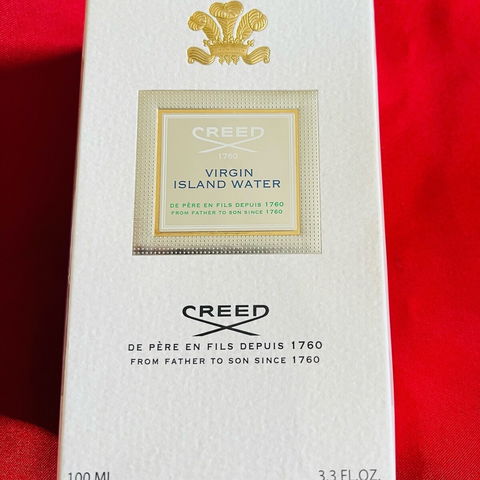 CREED
1760
VIRGIN
ISLAND WATER
DE PÈRE EN FILS DEPUIS 1760
FROM FATHER TO SON SINCE 1760
CREED
DE PÈRE EN FILS DEPUIS 1760
FROM FATHER TO SON SINCE 1760
100 ML 3.3 FL.OZ.